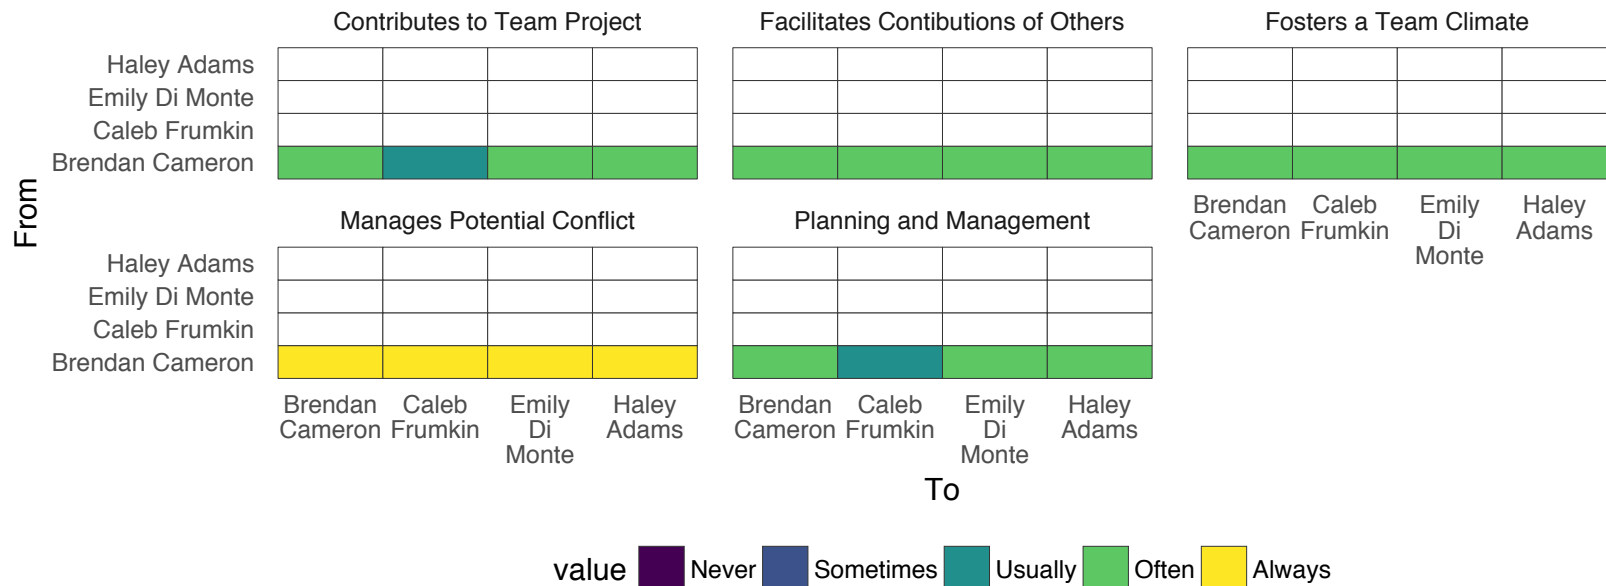 Contributes to Team Project
Facilitates Contibutions of Others
Fosters a Team Climate
Haley Adams
Emily Di Monte
Caleb Frumkin
Brendan Cameron
Brendan Cameron
Caleb Frumkin
Emily Di Monte
Haley Adams
From
Manages Potential Conflict
Planning and Management
Haley Adams
Emily Di Monte
Caleb Frumkin
Brendan Cameron
Brendan Cameron
Caleb Frumkin
Emily Di Monte
Haley Adams
Brendan Cameron
Caleb Frumkin
Emily Di Monte
Haley Adams
To
value Never Sometimes Usually Often Always